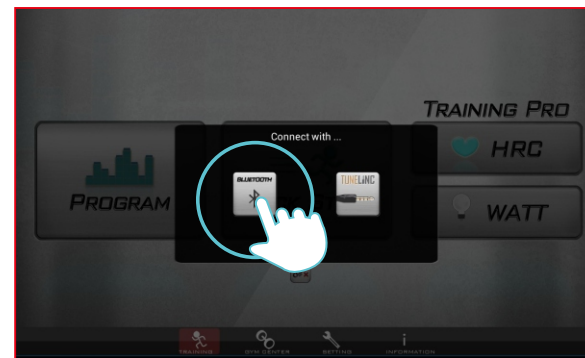 TRAINING PRO
Connect with ...
HRC
BLUETOOTH
TUNELINC
PROGRAM
WATT
TRAINING
GYM CENTER
SETTING
INFORMATION